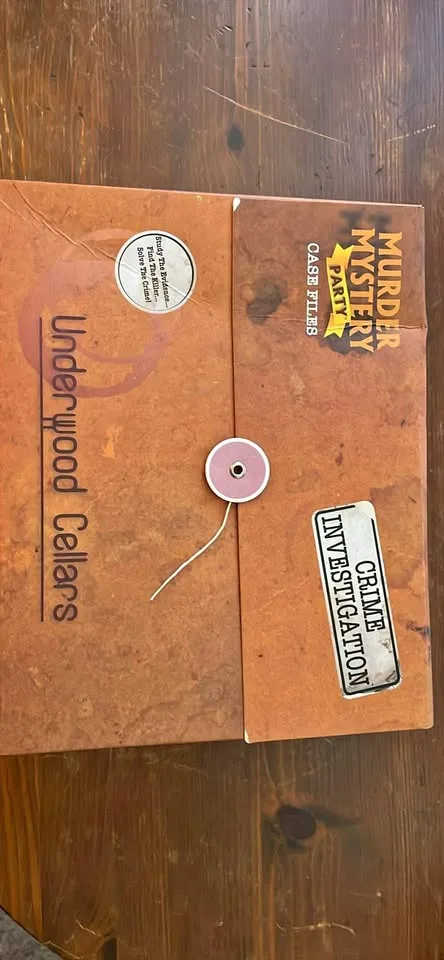 MURDER
MYSTERY
PARTY
CASE FILES
CRIME
INVESTIGATION
Study The Evidence...
Find The Killer...
Solve The Crime!
Underwood Cellars